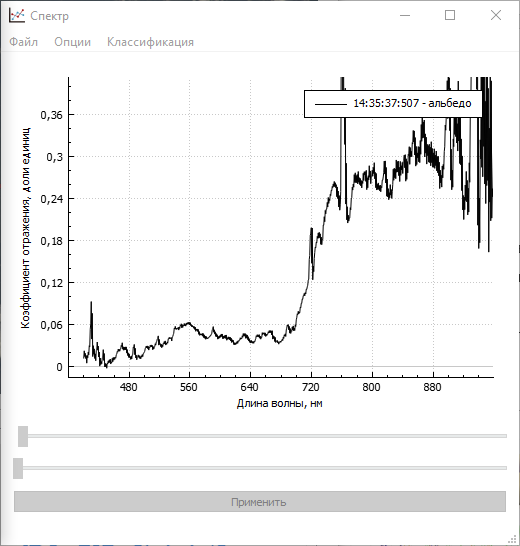 Спектр
Файл Опции Классификация
14:35:37:507 - альбедо
Коэффициент отражения, доли единиц
0,36
0,3
0,24
0,18
0,12
0,06
0
480 560 640 720 800 880
Длина волны, нм
Применить